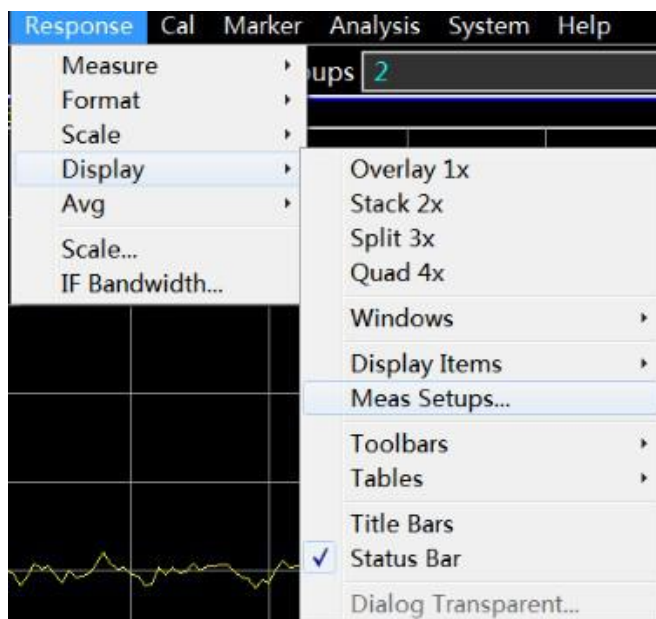 Response Cal Marker Analysis System Help
Measure
oups 2
Format
Scale
Display
Avg
Scale...
IF Bandwidth...
Overlay 1x
Stack 2x
Split 3x
Quad 4x
Windows
Display Items
Meas Setups...
Toolbars
Tables
Title Bars
Status Bar
Dialog Transparent...